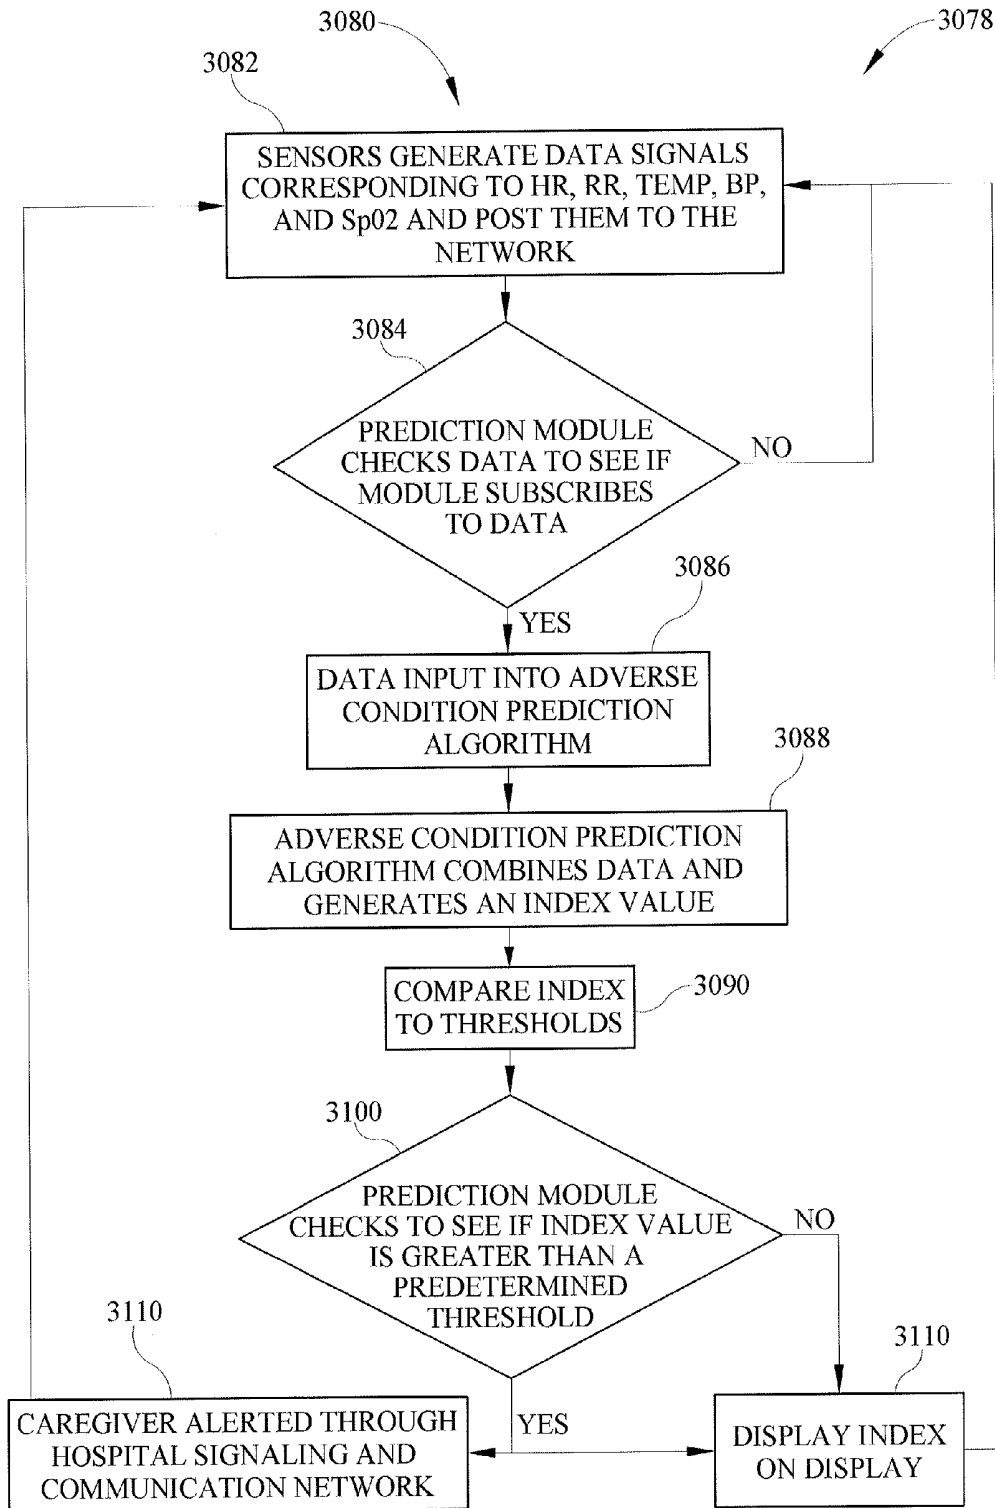 3080
3078
3082
SENSORS GENERATE DATA SIGNALS
CORRESPONDING TO HR, RR, TEMP, BP,
AND Sp02 AND POST THEM TO THE
NETWORK
3084
PREDICTION MODULE
CHECKS DATA TO SEE IF
MODULE SUBSCRIBES
TO DATA
NO
3086
YES
DATA INPUT INTO ADVERSE
CONDITION PREDICTION
ALGORITHM
3088
ADVERSE CONDITION PREDICTION
ALGORITHM COMBINES DATA AND
GENERATES AN INDEX VALUE
COMPARE INDEX
TO THRESHOLDS
3090
3100
PREDICTION MODULE
CHECKS TO SEE IF INDEX VALUE
IS GREATER THAN A
PREDETERMINED
THRESHOLD
NO
3110
CAREGIVER ALERTED THROUGH
HOSPITAL SIGNALING AND
COMMUNICATION NETWORK
YES
3110
DISPLAY INDEX
ON DISPLAY